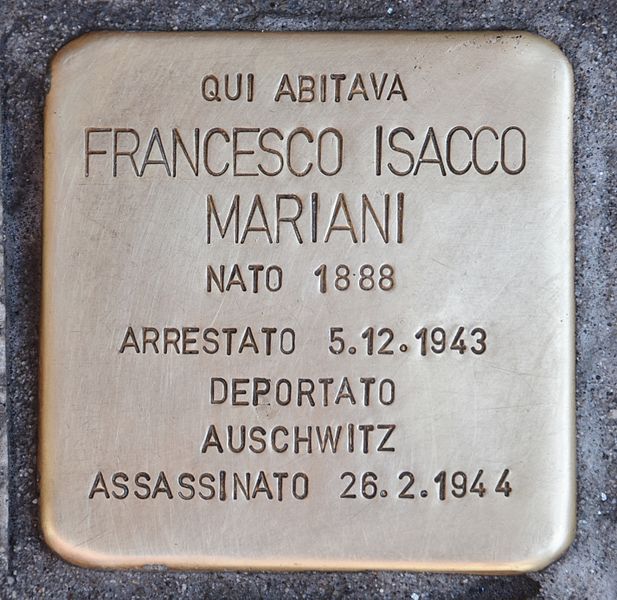 QUI ABITAVA
FRANCESCO ISACCO
MARIANI
NATO 1888
ARRESTATO 5.12.1943
DEPORTATO
AUSCHWITZ
ASSASSINATO 26.2.1944